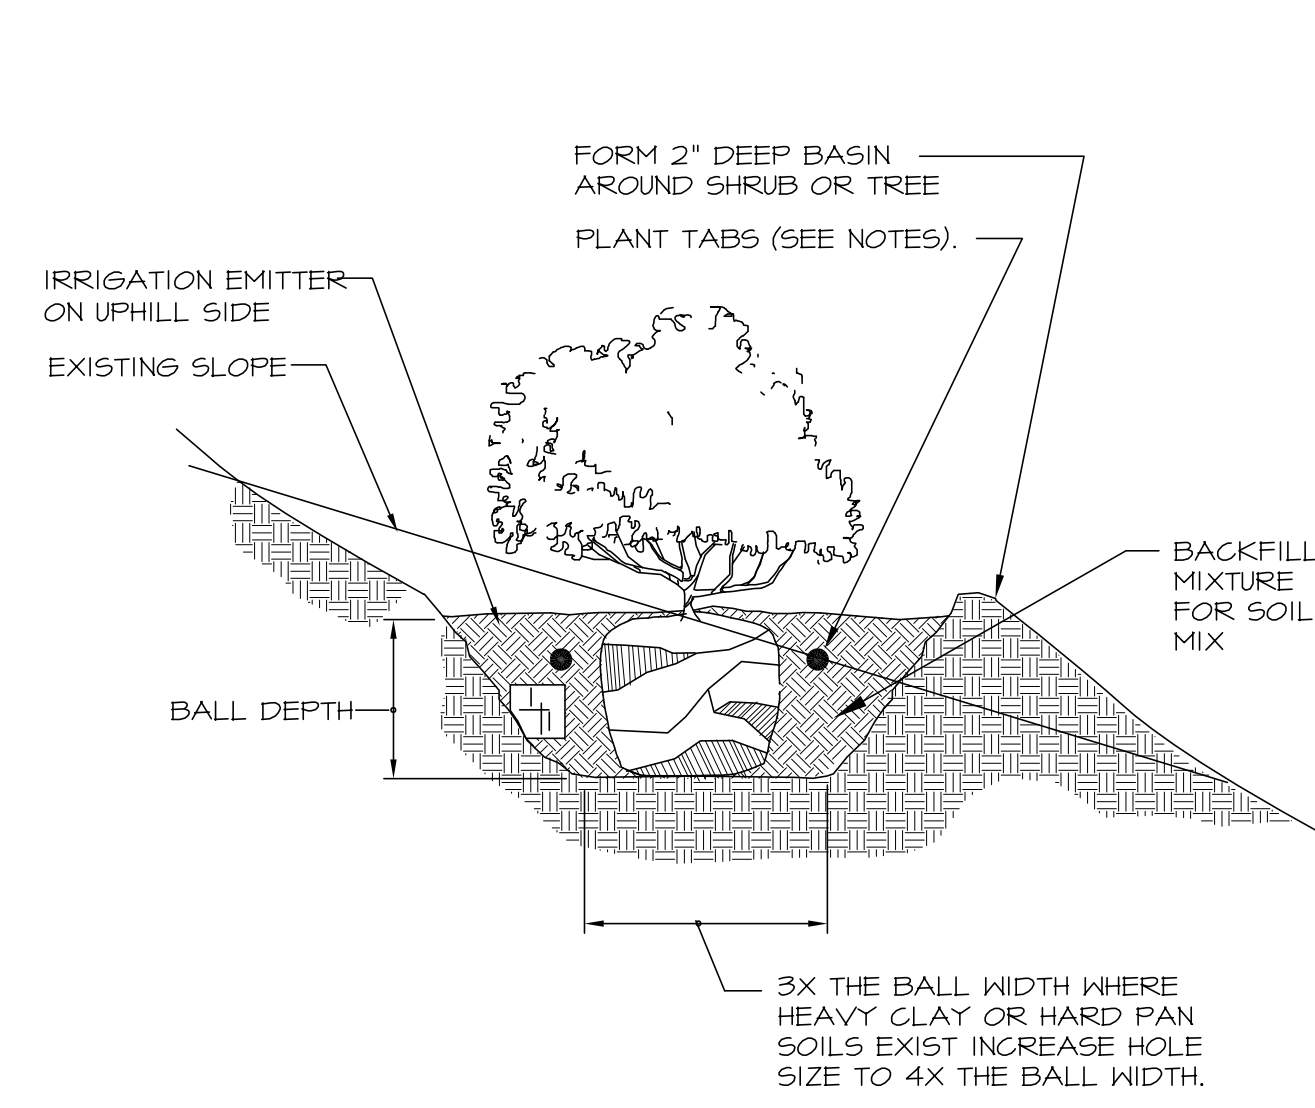 FORM 2" DEEP BASIN
AROUND SHRUB OR TREE
PLANT TABS (SEE NOTES).
IRRIGATION EMITTER
ON UPHILL SIDE
EXISTING SLOPE
BACKFILL
MIXTURE
FOR SOIL
MIX
BALL DEPTH
3X THE BALL WIDTH WHERE
HEAVY CLAY OR HARD PAN
SOILS EXIST INCREASE HOLE
SIZE TO 4X THE BALL WIDTH.